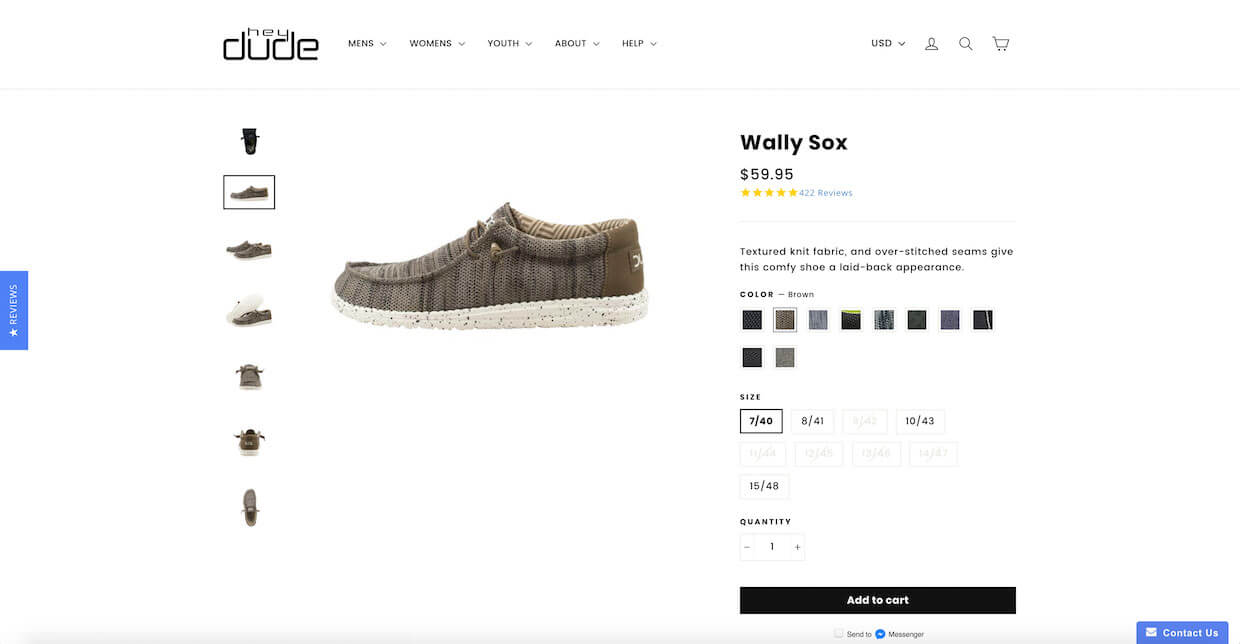 hey
dude
MENS
WOMENS
YOUTH
ABOUT
HELP
USD
Wally Sox
$59.95
422 Reviews
Textured knit fabric, and over-stitched seams give
this comfy shoe a laid-back appearance.
COLOR — Brown
SIZE
7/40
8/41
9/42
10/43
11/44
12/45
13/46
14/47
15/48
QUANTITY
− 1 +
Add to cart
Send to Messenger
★ REVIEWS
Contact Us